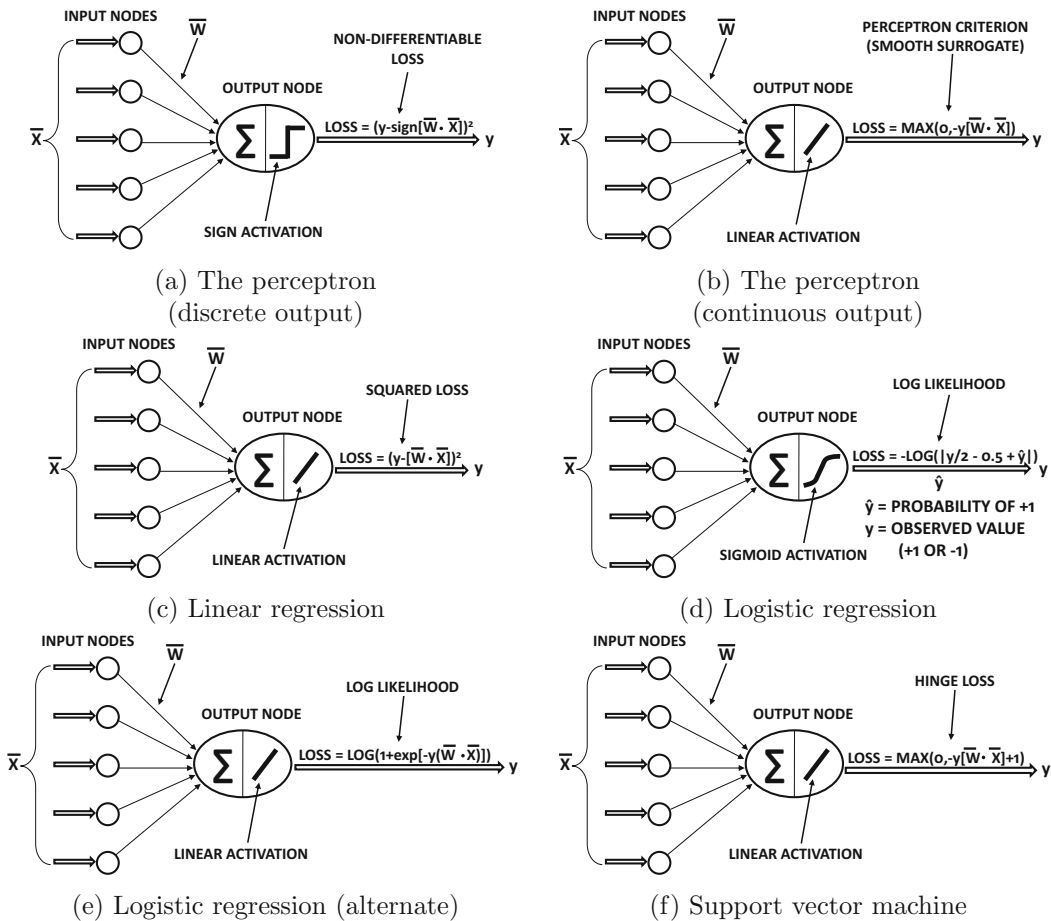 INPUT NODES
W̅
NON-DIFFERENTIABLE
LOSS
OUTPUT NODE
X̅
∑
LOSS = (y-sign[W̅ · X̅])²
y
SIGN ACTIVATION
(a) The perceptron
(discrete output)
INPUT NODES
W̅
PERCEPTRON CRITERION
(SMOOTH SURROGATE)
OUTPUT NODE
X̅
∑
LOSS = MAX(0,-y[W̅ · X̅])
y
LINEAR ACTIVATION
(b) The perceptron
(continuous output)
INPUT NODES
W̅
SQUARED LOSS
OUTPUT NODE
X̅
∑
LOSS = (y-[W̅ · X̅])²
y
LINEAR ACTIVATION
(c) Linear regression
INPUT NODES
W̅
LOG LIKELIHOOD
OUTPUT NODE
X̅
∑
LOSS = -LOG(|y/2 - 0.5 + ŷ|)
y
ŷ
ŷ = PROBABILITY OF +1
y = OBSERVED VALUE
(+1 OR -1)
SIGMOID ACTIVATION
(d) Logistic regression
INPUT NODES
W̅
LOG LIKELIHOOD
OUTPUT NODE
X̅
∑
LOSS = LOG(1+exp[-y(W̅ · X̅)])
y
LINEAR ACTIVATION
(e) Logistic regression (alternate)
INPUT NODES
W̅
HINGE LOSS
OUTPUT NODE
X̅
∑
LOSS = MAX(0,-y[W̅ · X̅]+1)
y
LINEAR ACTIVATION
(f) Support vector machine